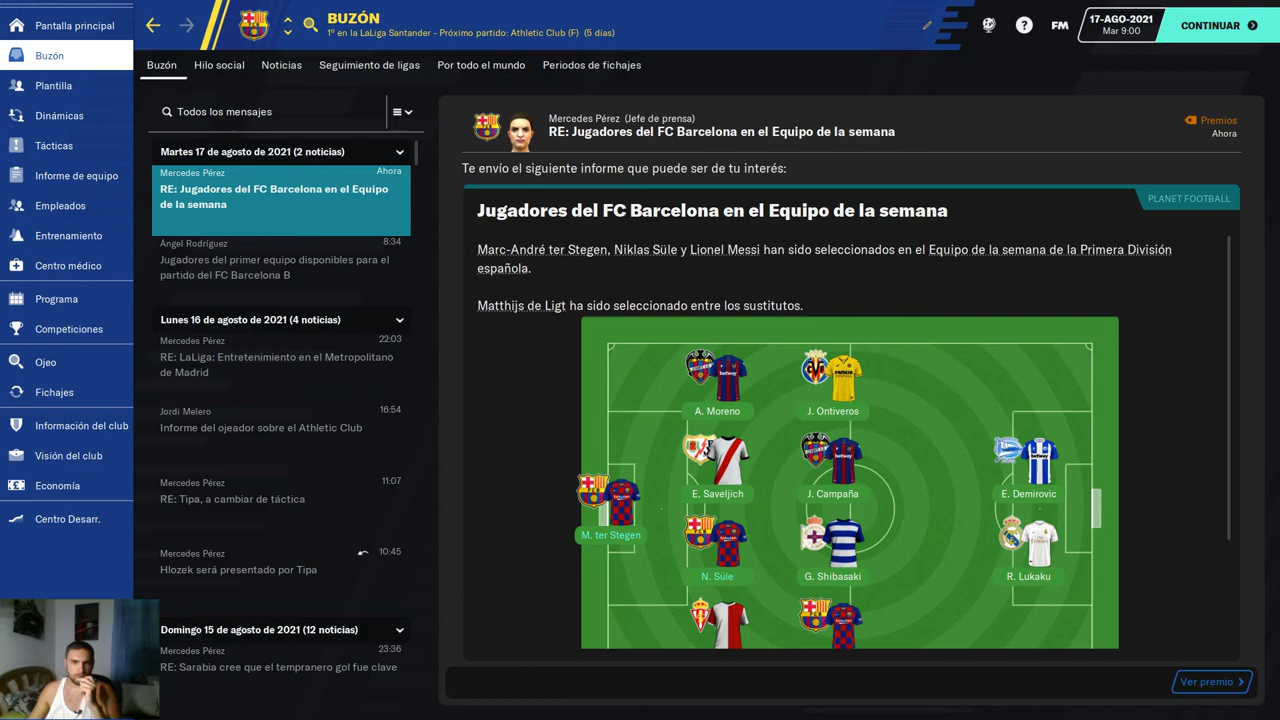 Pantalla principal
Buzón
Plantilla
Dinámicas
Tácticas
Informe de equipo
Empleados
Entrenamiento
Centro médico
Programa
Competiciones
Ojeo
Fichajes
Información del club
Visión del club
Economía
Centro Desarr.
BUZÓN
1º en la LaLiga Santander - Próximo partido: Athletic Club (F) (5 días)
FM
17-AGO-2021
Mar 9:00
CONTINUAR
Buzón
Hilo social
Noticias
Seguimiento de ligas
Por todo el mundo
Periodos de fichajes
Todos los mensajes
Martes 17 de agosto de 2021 (2 noticias)
Mercedes Pérez
Ahora
RE: Jugadores del FC Barcelona en el Equipo
de la semana
Ángel Rodríguez
8:34
Jugadores del primer equipo disponibles para el
partido del FC Barcelona B
Lunes 16 de agosto de 2021 (4 noticias)
Mercedes Pérez
22:03
RE: LaLiga: Entretenimiento en el Metropolitano
de Madrid
Jordi Melero
16:54
Informe del ojeador sobre el Athletic Club
Mercedes Pérez
11:07
RE: Tipa, a cambiar de táctica
Mercedes Pérez
10:45
Hlozek será presentado por Tipa
Domingo 15 de agosto de 2021 (12 noticias)
Mercedes Pérez
23:36
RE: Sarabia cree que el tempranero gol fue clave
Mercedes Pérez (Jefe de prensa)
RE: Jugadores del FC Barcelona en el Equipo de la semana
Premios
Ahora
Te envío el siguiente informe que puede ser de tu interés:
PLANET FOOTBALL
Jugadores del FC Barcelona en el Equipo de la semana
Marc-André ter Stegen, Niklas Süle y Lionel Messi han sido seleccionados en el Equipo de la semana de la Primera División
española.
Matthijs de Ligt ha sido seleccionado entre los sustitutos.
A. Moreno
J. Ontiveros
E. Saveljich
J. Campaña
E. Demirovic
M. ter Stegen
N. Süle
G. Shibasaki
R. Lukaku
Ver premio